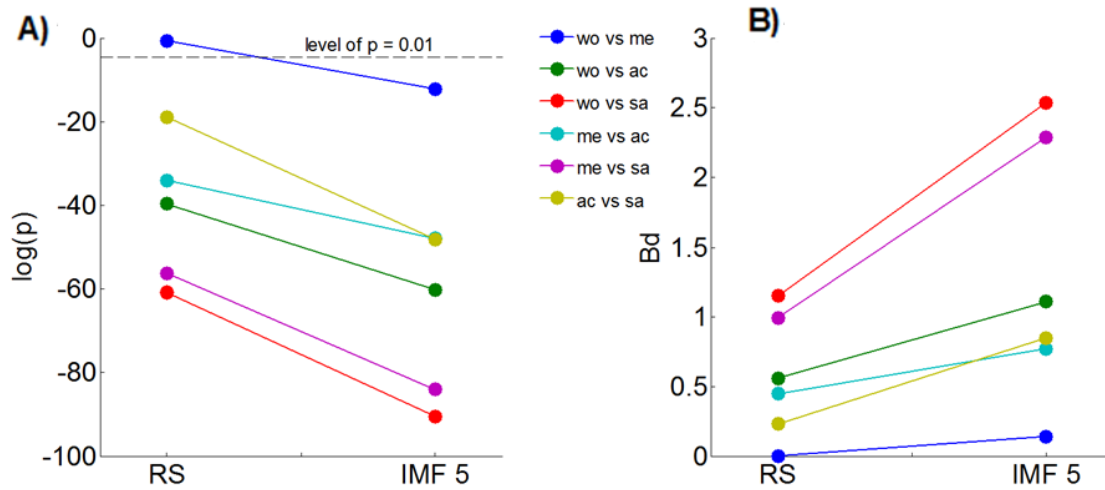 A)
0
-20
-40
-60
-80
-100
log(p)
level of p = 0.01
RS
IMF 5
wo vs me
wo vs ac
wo vs sa
me vs ac
me vs sa
ac vs sa
B)
3
2.5
2
1.5
1
0.5
0
Bd
RS
IMF 5